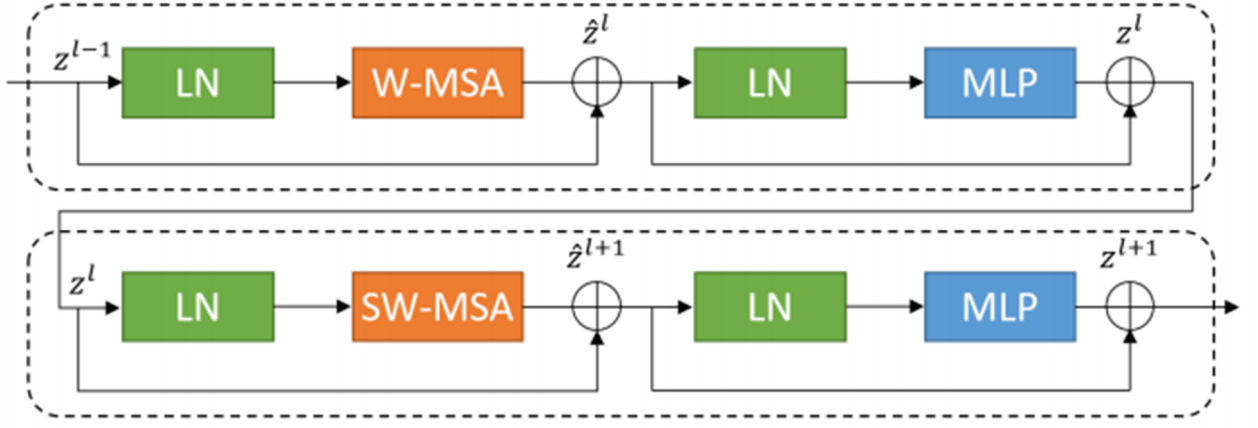 z^{l-1} LN W-MSA ẑ^l LN MLP z^l
z^l LN SW-MSA ẑ^{l+1} LN MLP z^{l+1}